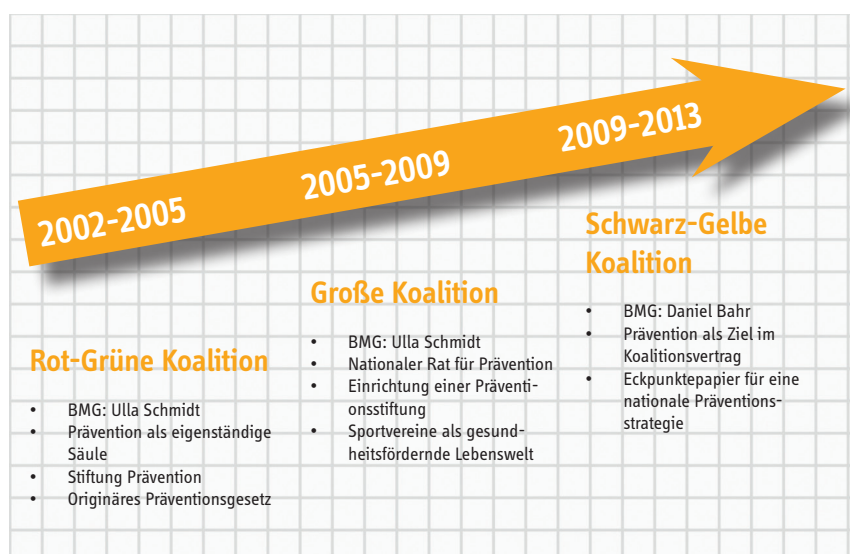 2002-2005
2005-2009
2009-2013
Rot-Grüne Koalition
• BMG: Ulla Schmidt
• Prävention als eigenständige
Säule
• Stiftung Prävention
• Originäres Präventionsgesetz
Große Koalition
• BMG: Ulla Schmidt
• Nationaler Rat für Prävention
• Einrichtung einer Präventi-
onsstiftung
• Sportvereine als gesund-
heitsfördernde Lebenswelt
Schwarz-Gelbe
Koalition
• BMG: Daniel Bahr
• Prävention als Ziel im
Koalitionsvertrag
• Eckpunktepapier für eine
nationale Präventions-
strategie